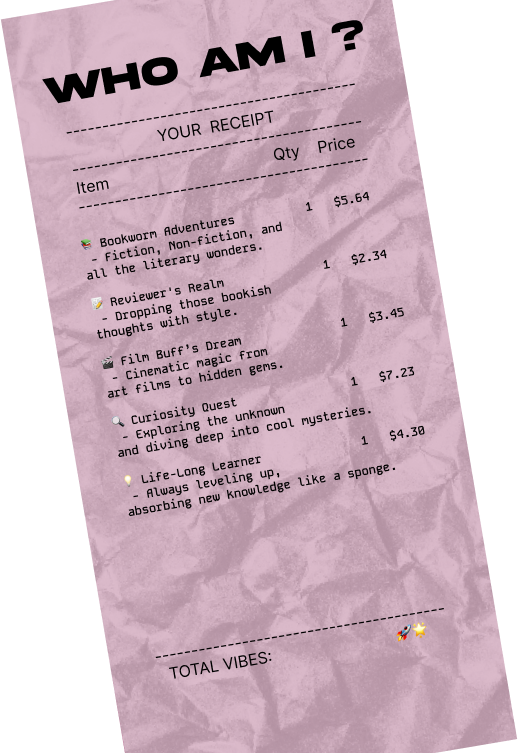 WHO AM I ?
YOUR RECEIPT
Item Qty Price
📚 Bookworm Adventures 1 $5.64
- Fiction, Non-fiction, and
all the literary wonders.
📝 Reviewer's Realm 1 $2.34
- Dropping those bookish
thoughts with style.
🎬 Film Buff's Dream 1 $3.45
- Cinematic magic from
art films to hidden gems.
🔍 Curiosity Quest 1 $7.23
- Exploring the unknown
and diving deep into cool mysteries.
💡 Life-Long Learner 1 $4.30
- Always leveling up,
absorbing new knowledge like a sponge.
TOTAL VIBES: 🚀🌟